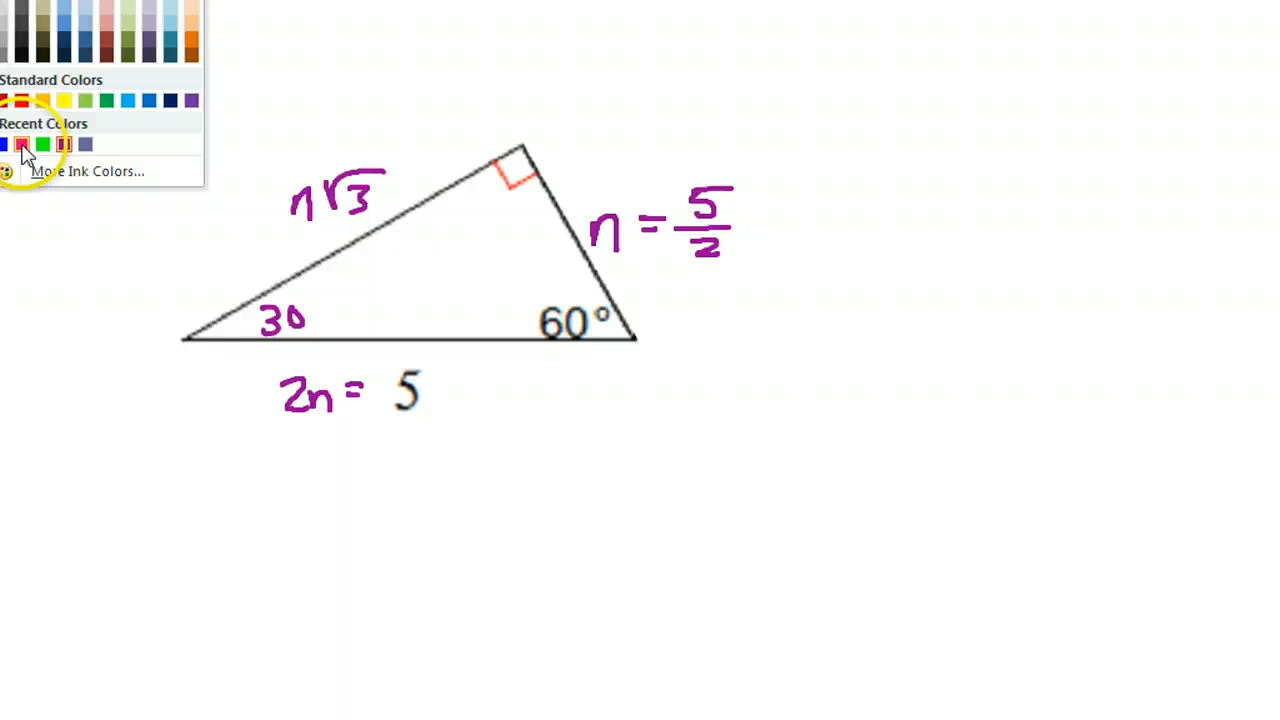 Standard Colors
Recent Colors
More Ink Colors...
n√3
n = 5/2
30
60°
2n = 5